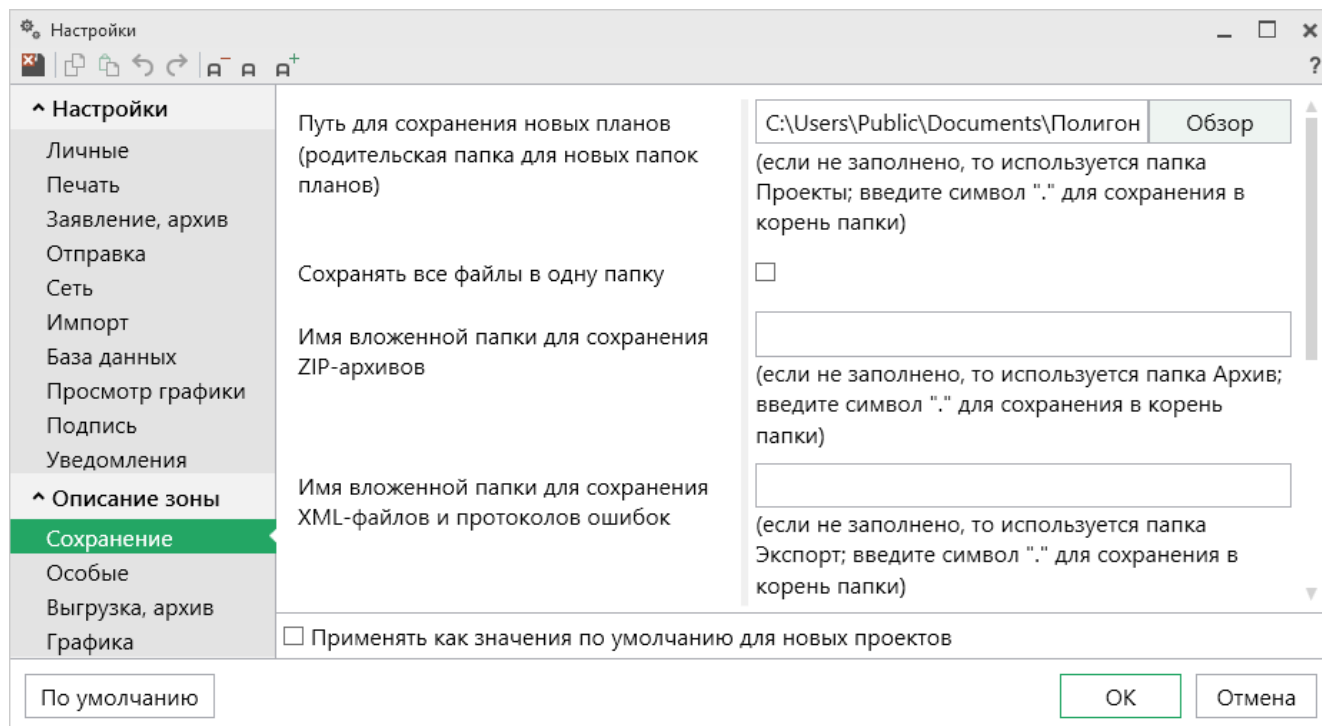 Настройки
?
Настройки
Личные
Печать
Заявление, архив
Отправка
Сеть
Импорт
База данных
Просмотр графики
Подпись
Уведомления
Описание зоны
Сохранение
Особые
Выгрузка, архив
Графика
Путь для сохранения новых планов
(родительская папка для новых папок
планов)
C:\Users\Public\Documents\Полигон
Обзор
(если не заполнено, то используется папка
Проекты; введите символ "." для сохранения в
корень папки)
Сохранять все файлы в одну папку
Имя вложенной папки для сохранения
ZIP-архивов
(если не заполнено, то используется папка Архив;
введите символ "." для сохранения в корень
папки)
Имя вложенной папки для сохранения
XML-файлов и протоколов ошибок
(если не заполнено, то используется папка
Экспорт; введите символ "." для сохранения в
корень папки)
Применять как значения по умолчанию для новых проектов
По умолчанию
ОК
Отмена